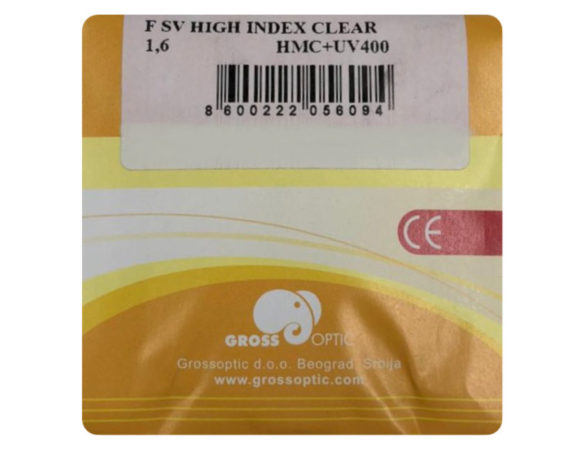 F SV HIGH INDEX CLEAR
1,6 HMC+UV400
8 600222 056094
CE
GROSS OPTIC
Grossoptic d.o.o. Beograd, Srbija
www.grossoptic.com